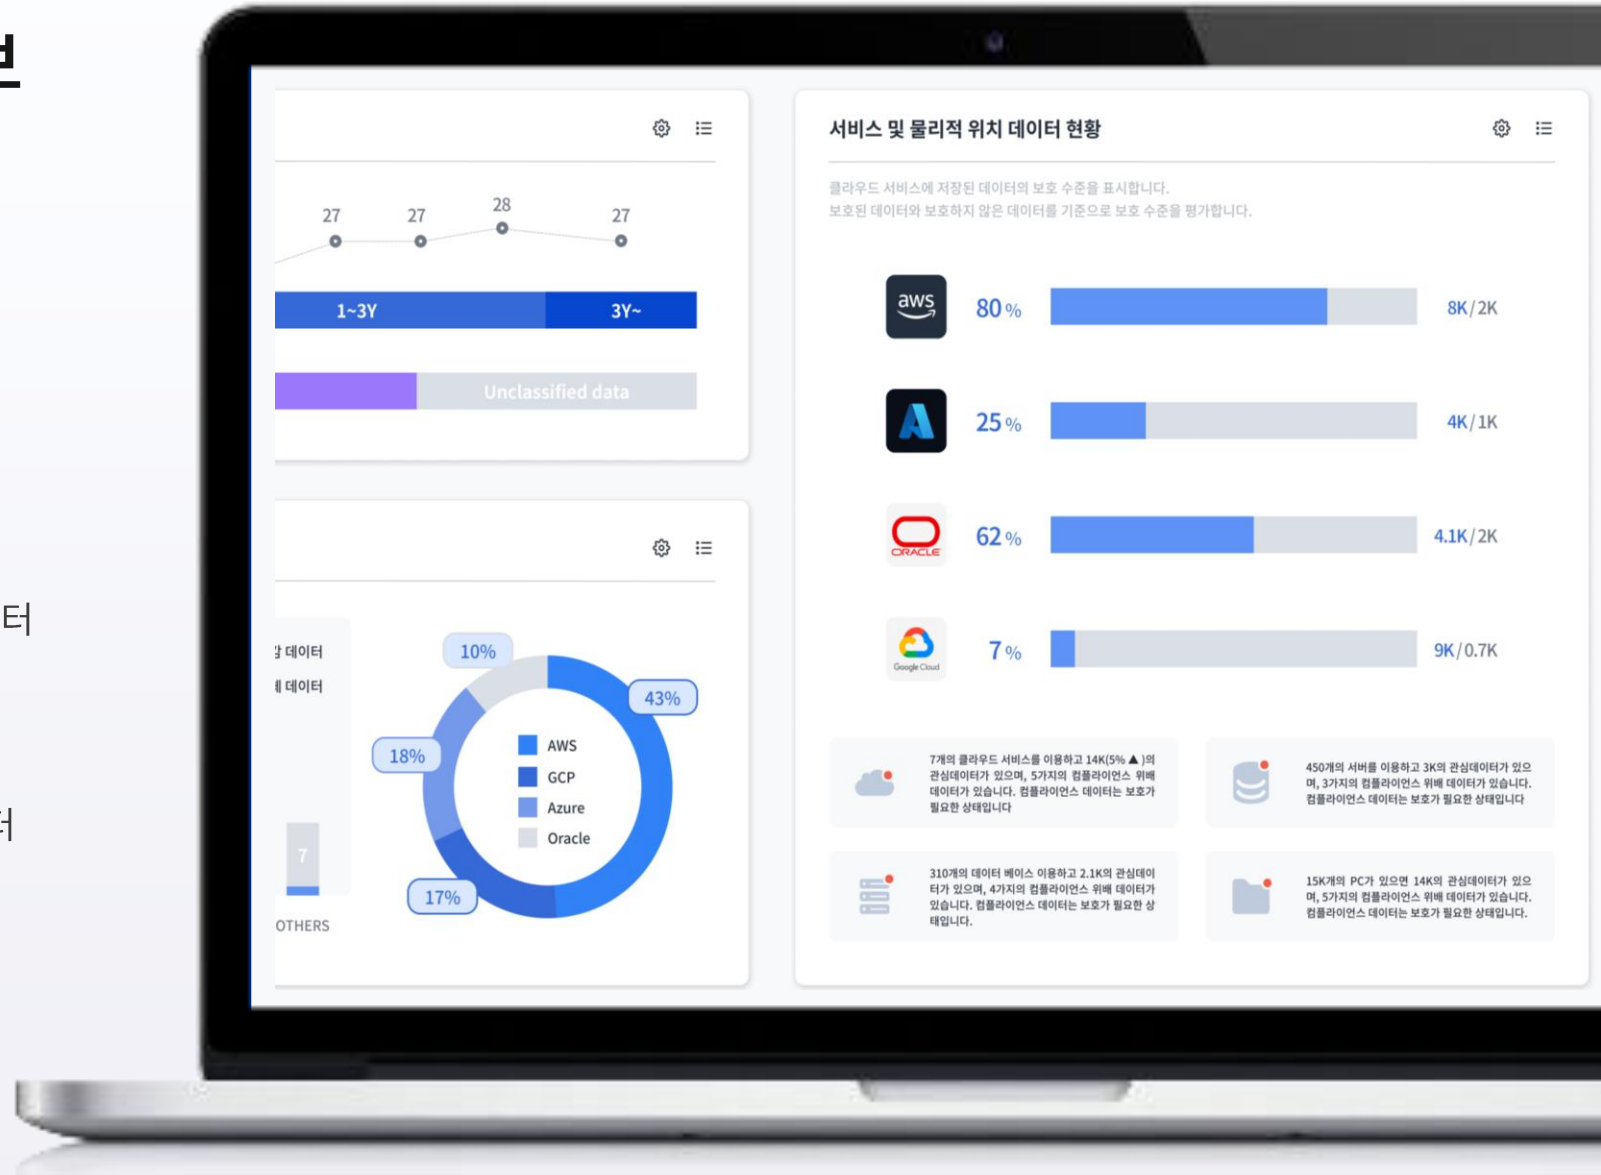 27
27
28
27
1~3Y
3Y~
Unclassified data
데이터
데이터
7
OTHERS
10%
43%
18%
17%
AWS
GCP
Azure
Oracle
서비스 및 물리적 위치 데이터 현황
클라우드 서비스에 저장된 데이터의 보호 수준을 표시합니다.
보호된 데이터와 보호하지 않은 데이터를 기준으로 보호 수준을 평가합니다.
aws 80% 8K/2K
25% 4K/1K
ORACLE 62% 4.1K/2K
Google Cloud 7% 9K/0.7K
7개의 클라우드 서비스를 이용하고 14K(5% ▲ )의
관심데이터가 있으며, 5가지의 컴플라이언스 위배
데이터가 있습니다. 컴플라이언스 데이터는 보호가
필요한 상태입니다
450개의 서버를 이용하고 3K의 관심데이터가 있으
며, 3가지의 컴플라이언스 위배 데이터가 있습니다.
컴플라이언스 데이터는 보호가 필요한 상태입니다
310개의 데이터 베이스 이용하고 2.1K의 관심데이
터가 있으며, 4가지의 컴플라이언스 위배 데이터가
있습니다. 컴플라이언스 데이터는 보호가 필요한 상
태입니다.
15K개의 PC가 있으면 14K의 관심데이터가 있으
며, 5가지의 컴플라이언스 위배 데이터가 있습니다.
컴플라이언스 데이터는 보호가 필요한 상태입니다.
터